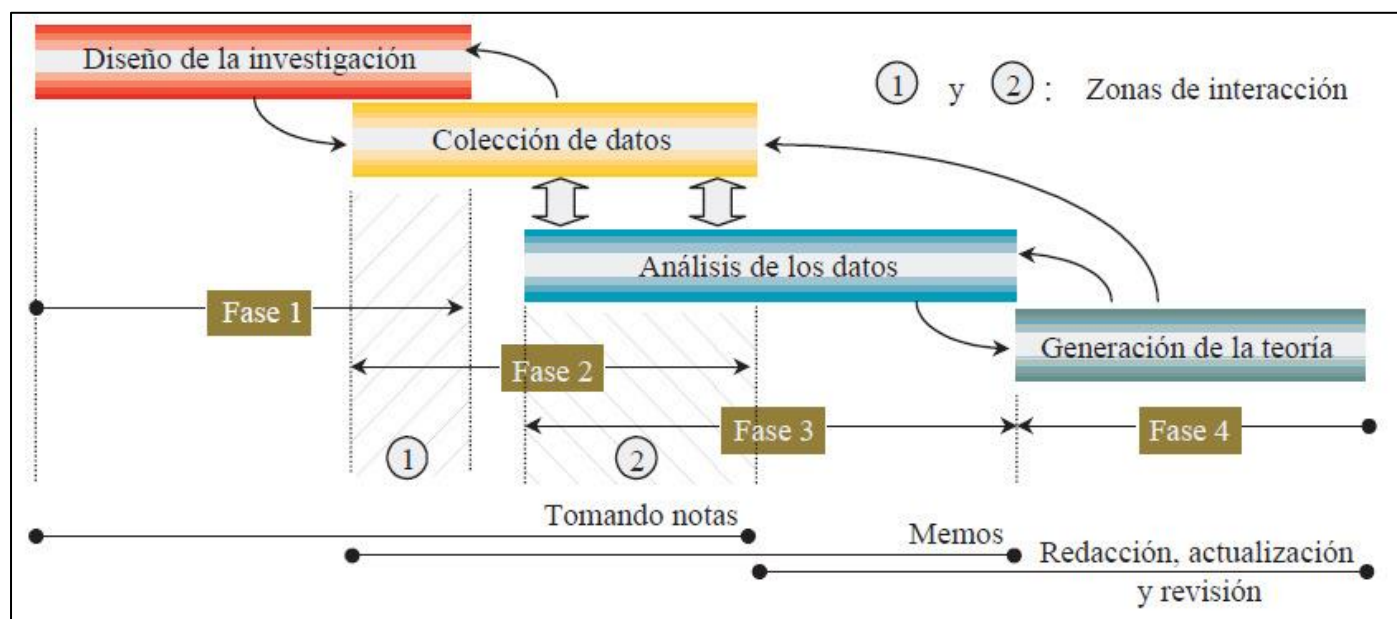 Diseño de la investigación
1 y 2 : Zonas de interacción
Colección de datos
Análisis de los datos
Fase 1
Generación de la teoría
Fase 2
Fase 3
Fase 4
1
2
Tomando notas
Memos
Redacción, actualización
y revisión